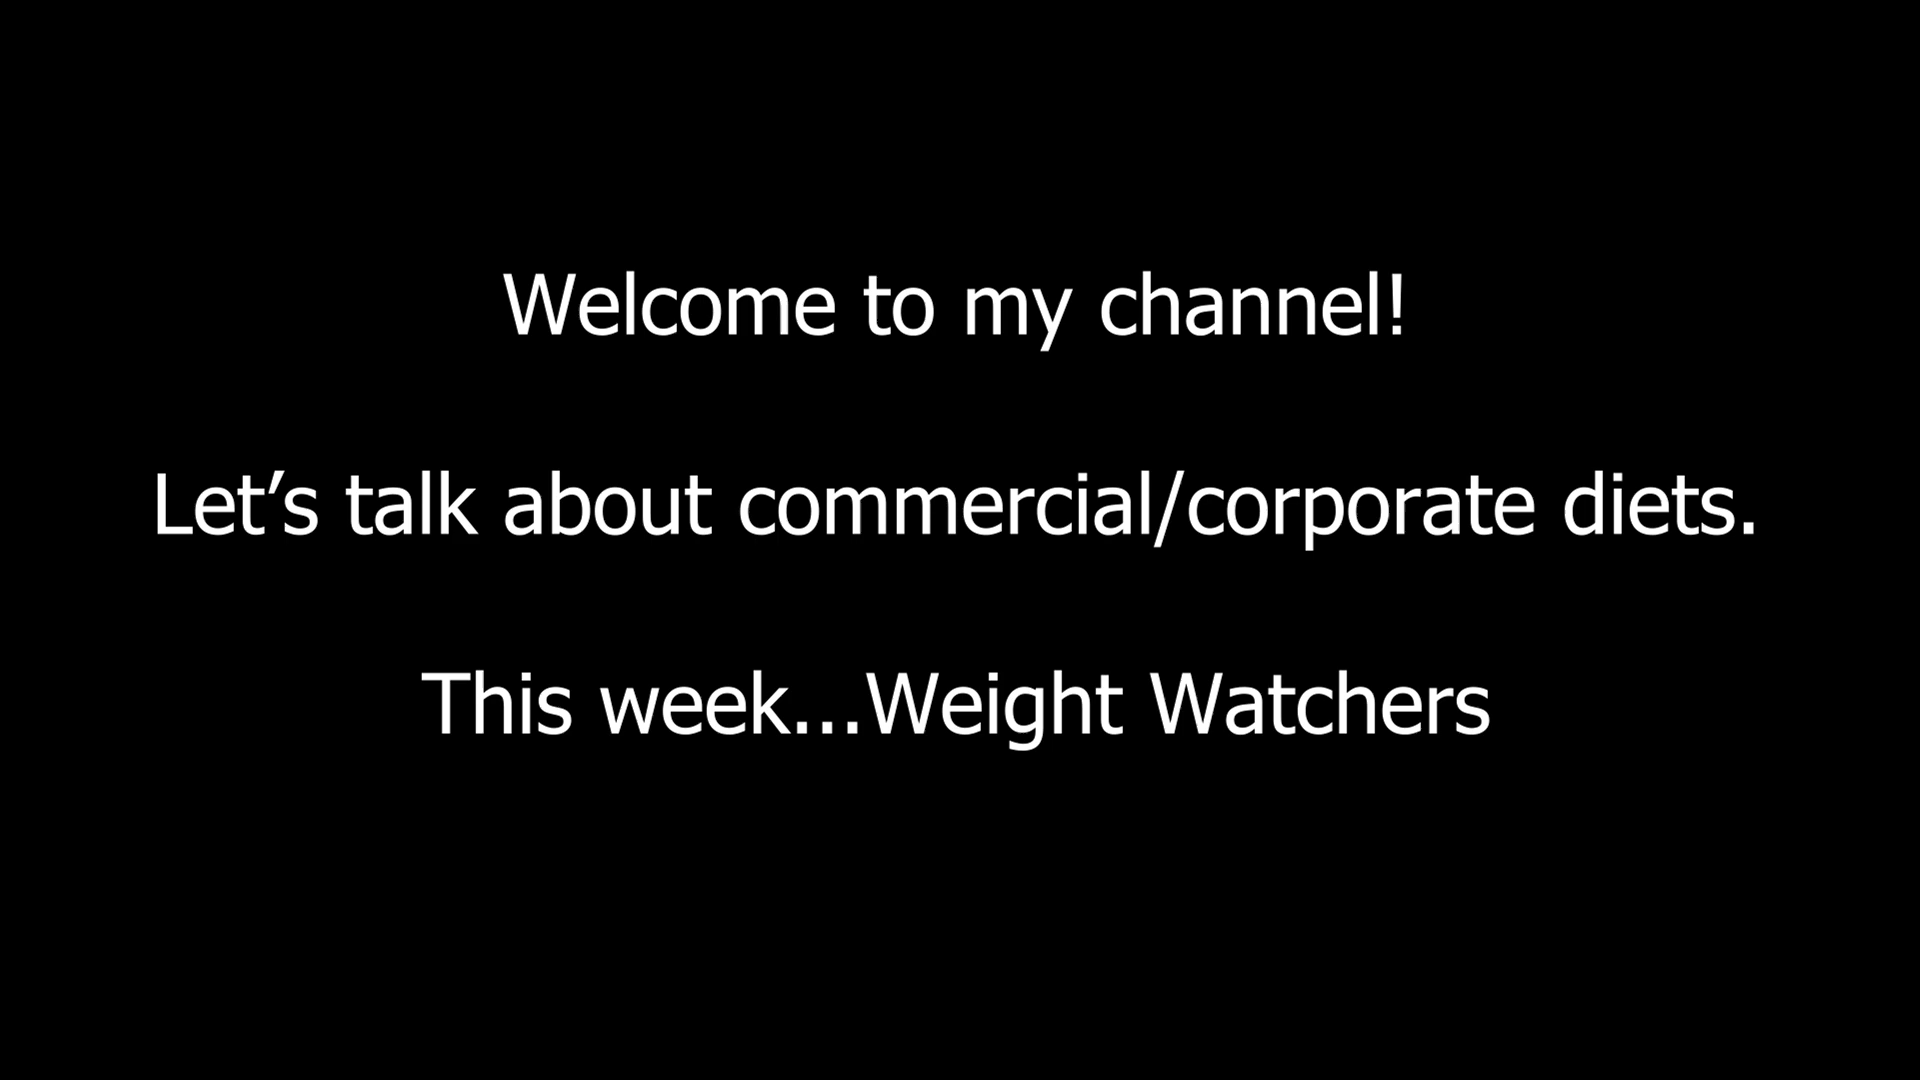 Welcome to my channel!
Let’s talk about commercial/corporate diets.
This week...Weight Watchers